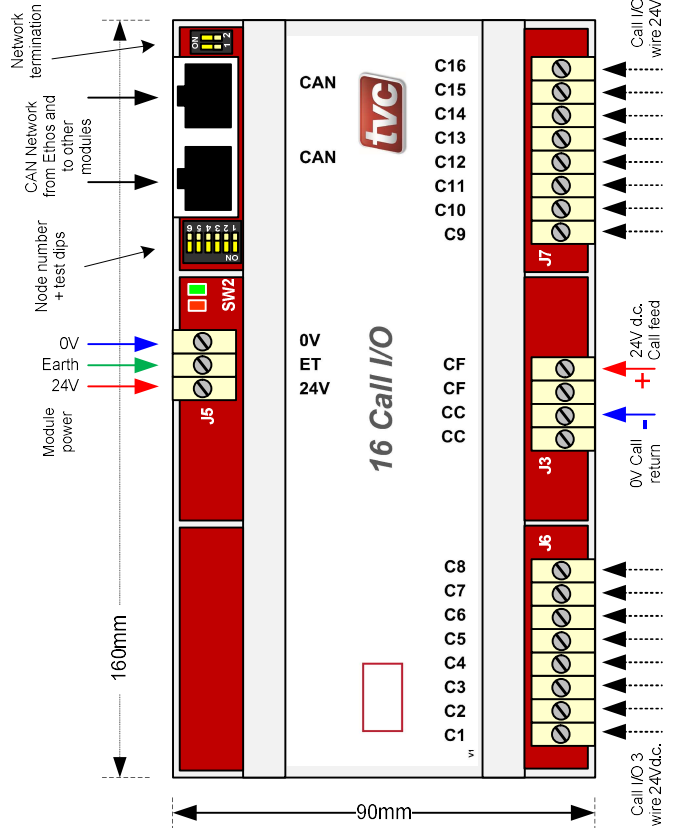 Network
termination
CAN Network
from Ethos and
to other
modules
Node number
+ test dips
0V
Earth
24V
Module
power
160mm
ON
1 2
6 5 4 3 2 1
ON
SW2
J5
CAN
CAN
tvc
0V
ET
24V
16 Call I/O
C16
C15
C14
C13
C12
C11
C10
C9
CF
CF
CC
CC
C8
C7
C6
C5
C4
C3
C2
C1
V1
J7
J3
J6
Call I/O
wire 24V
24V d.c.
Call feed
+
-
0V Call
return
Call I/O 3
wire 24Vd.c.
90mm